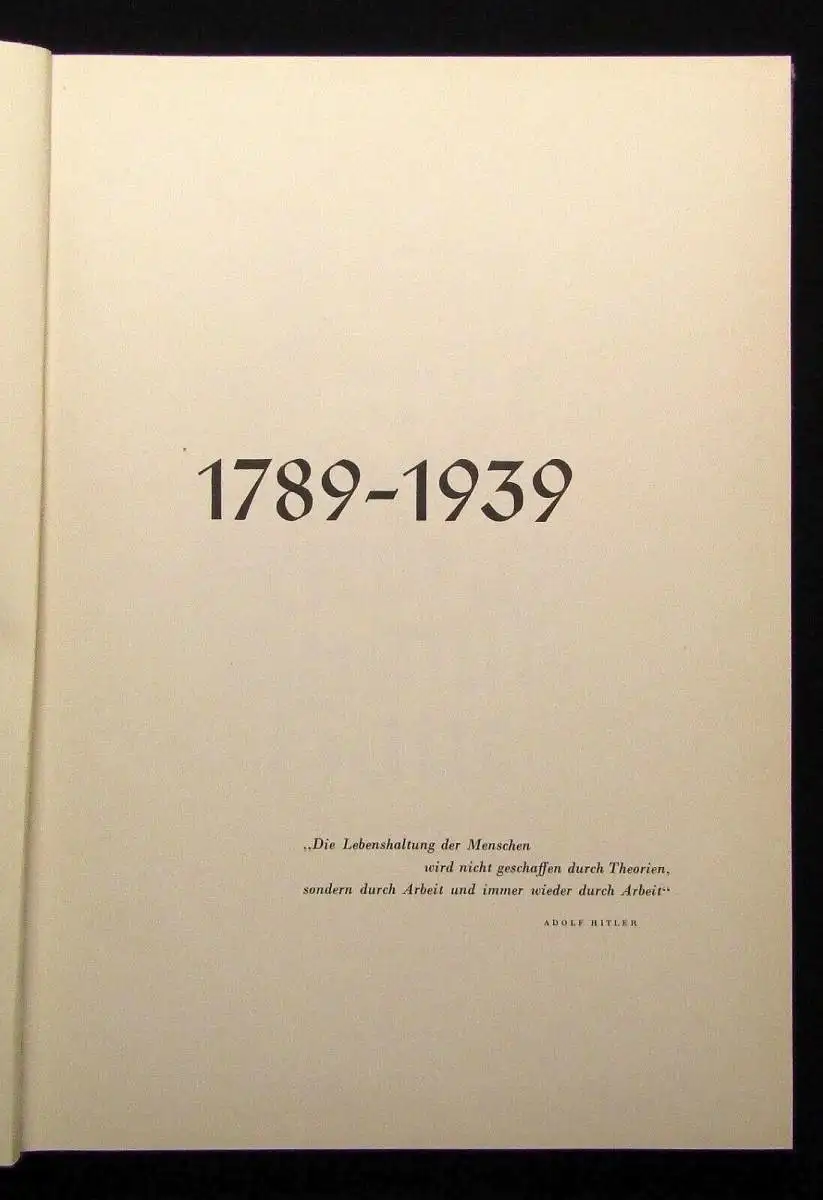 1789-1939
„Die Lebenshaltung der Menschen
wird nicht geschaffen durch Theorien,
sondern durch Arbeit und immer wieder durch Arbeit“
ADOLF HITLER